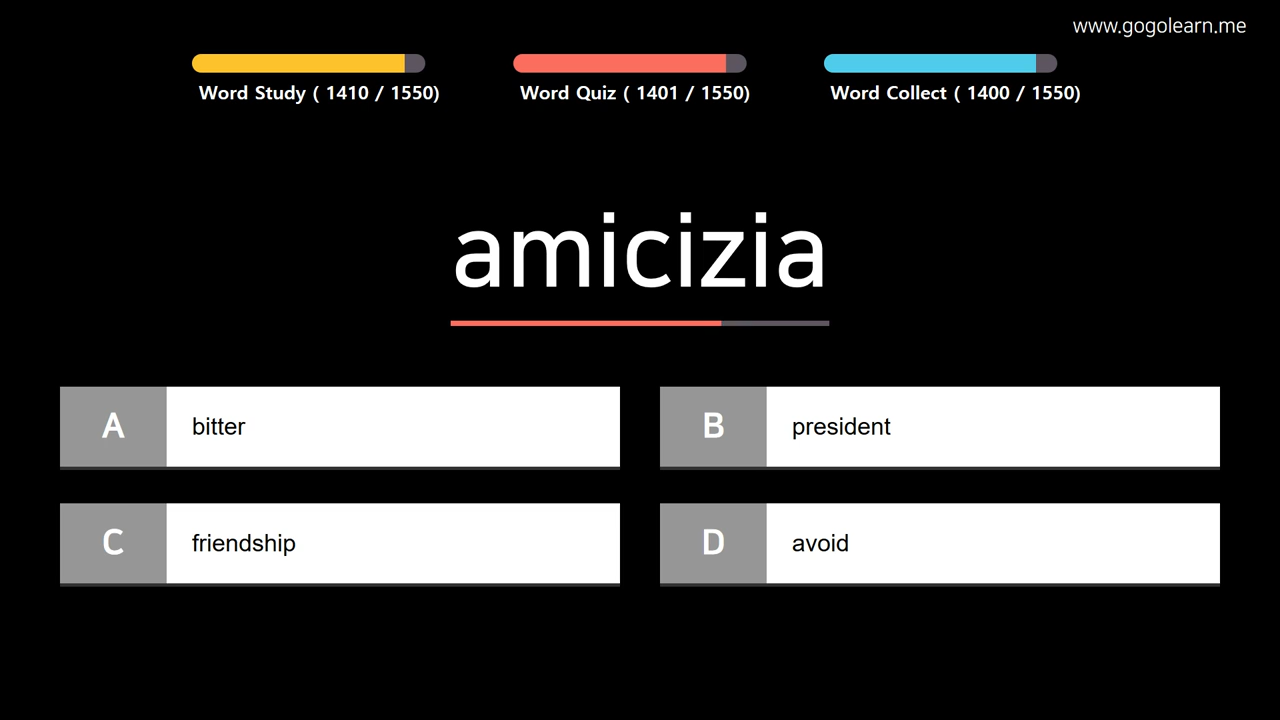 www.gogolearn.me
Word Study ( 1410 / 1550)
Word Quiz ( 1401 / 1550)
Word Collect ( 1400 / 1550)
amicizia
A bitter
B president
C friendship
D avoid